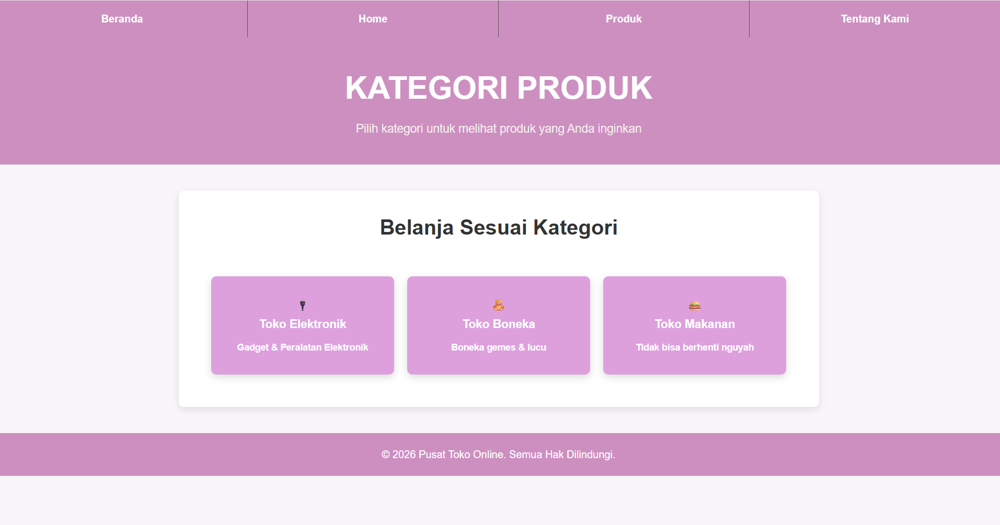 Beranda
Home
Produk
Tentang Kami
KATEGORI PRODUK
Pilih kategori untuk melihat produk yang Anda inginkan
Belanja Sesuai Kategori
Toko Elektronik
Gadget & Peralatan Elektronik
Toko Boneka
Boneka gemes & lucu
Toko Makanan
Tidak bisa berhenti nguyah
© 2026 Pusat Toko Online. Semua Hak Dilindungi.